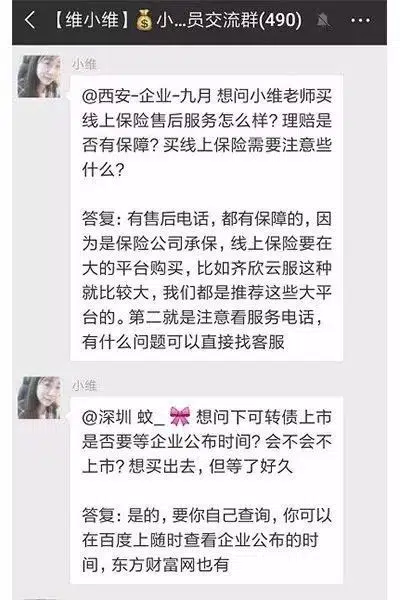 【维小维】💰小...员交流群(490)
小维
@西安-企业-九月 想问小维老师买
线上保险售后服务怎么样?理赔是
否有保障?买线上保险需要注意些
什么?
答复:有售后电话,都有保障的,因
为是保险公司承保,线上保险要在
大的平台购买,比如齐欣云服这种
就比较大,我们都是推荐这些大平
台的。第二就是注意看服务电话,
有什么问题可以直接找客服
小维
@深圳 蚊_ 🎀 想问下可转债上市
是否要等企业公布时间?会不会不
上市?想买出去,但等了好久
答复:是的,要你自己查询,你可以
在百度上随时查看企业公布的时
间,东方财富网也有